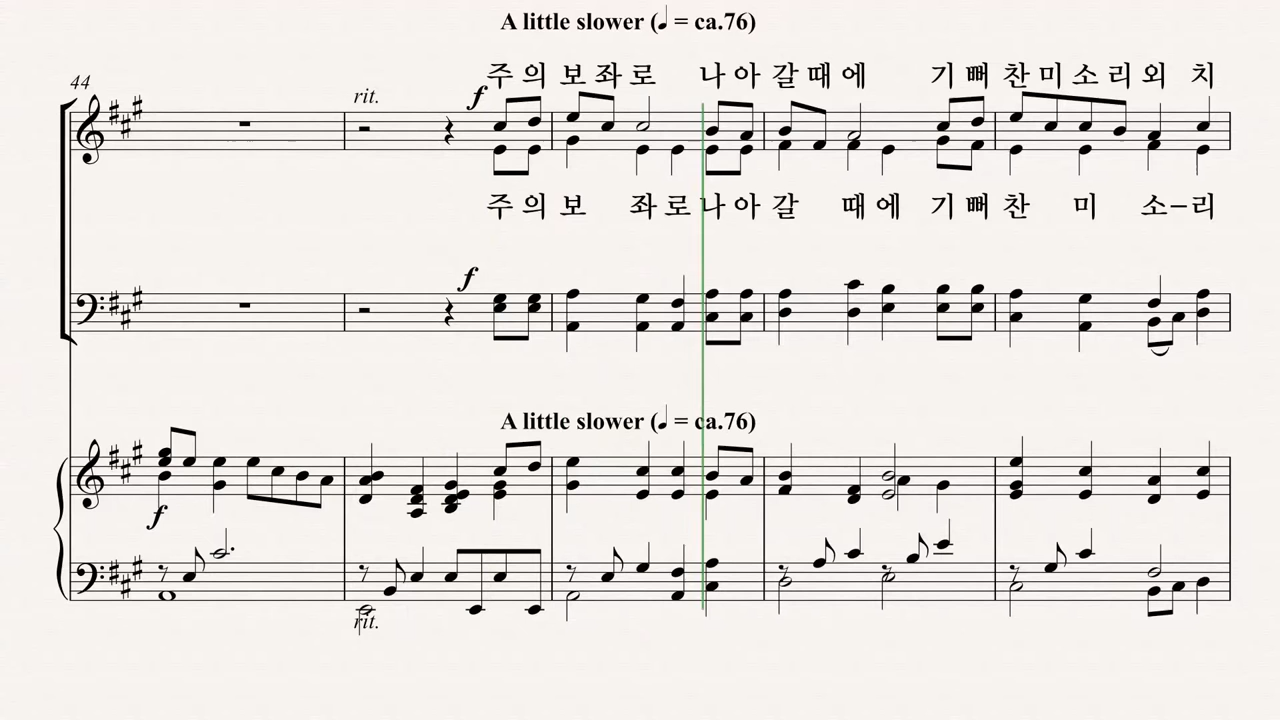 A little slower (♩ = ca.76)
주 의 보 좌 로 나 아 갈 때 에 기 뻐 찬 미 소 리 외 치
44
rit.
f
주 의 보 좌 로 나 아 갈 때 에 기 뻐 찬 미 소 – 리
f
A little slower (♩ = ca.76)
f
rit.